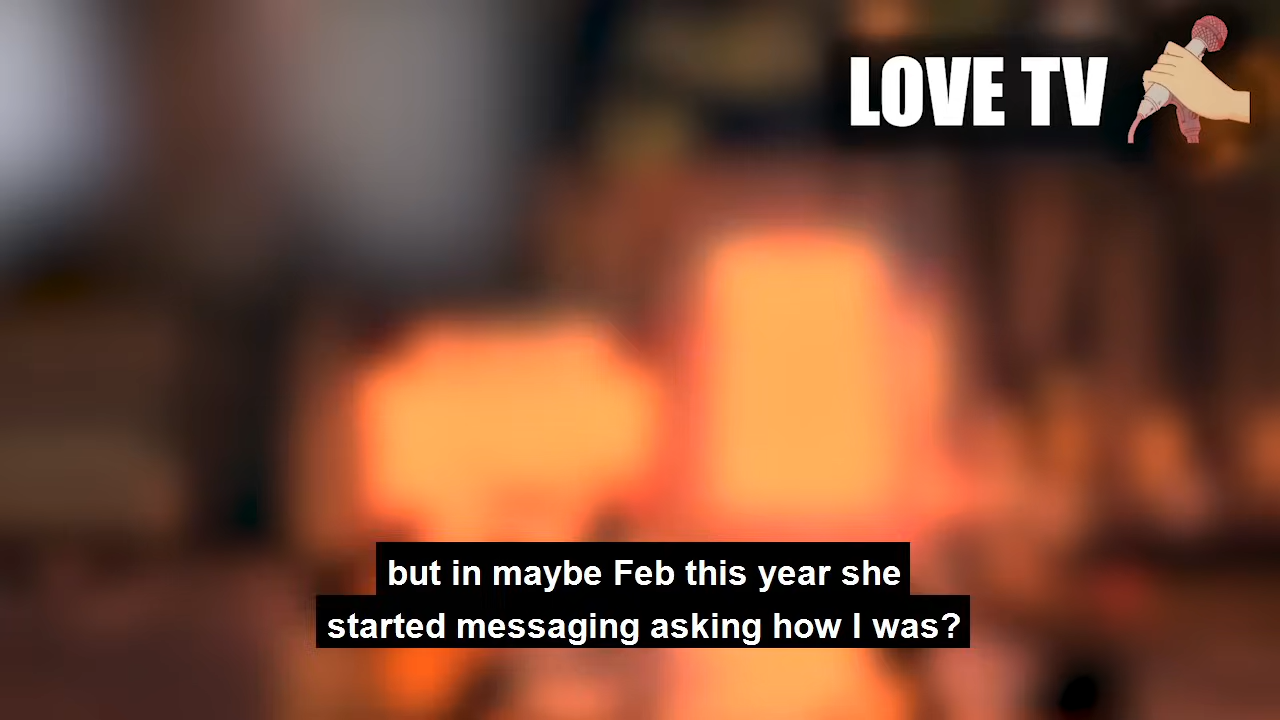 LOVE TV
but in maybe Feb this year she
started messaging asking how I was?